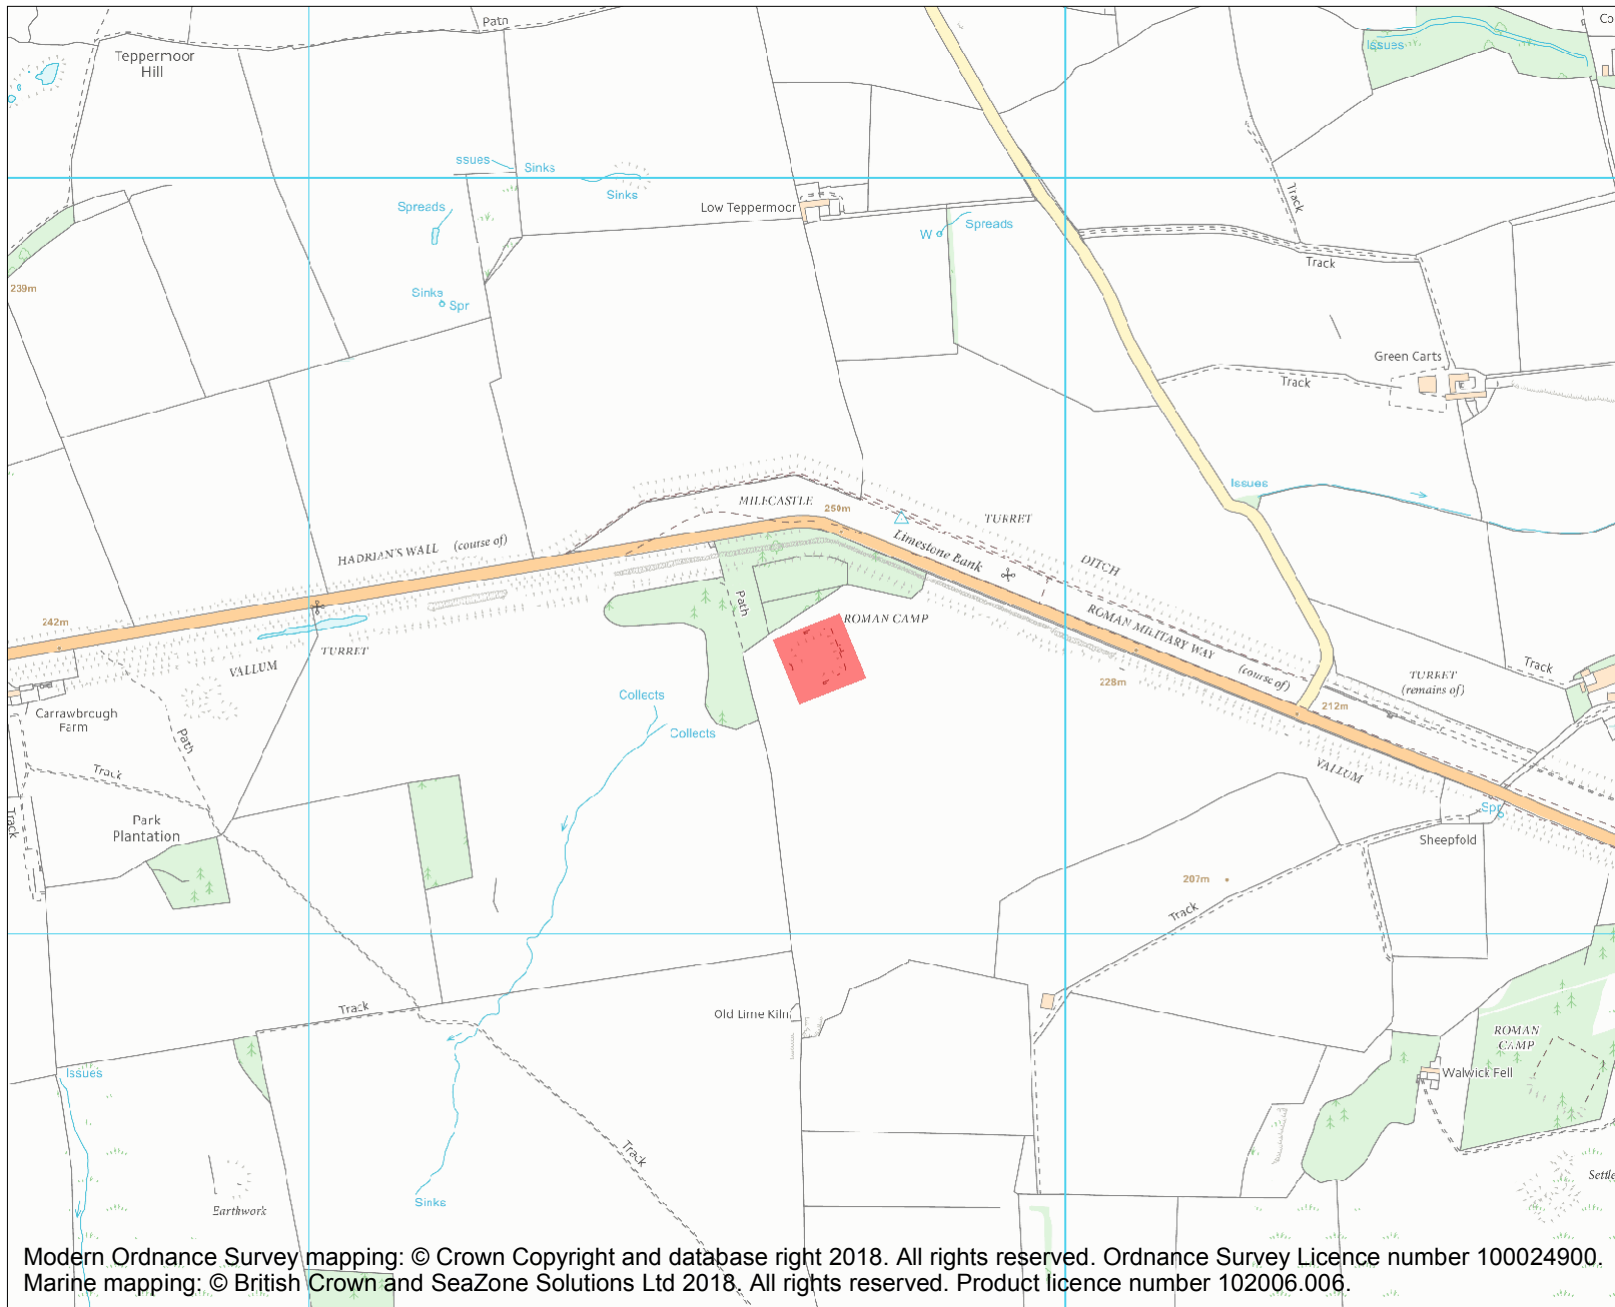 Path
Co
Teppermoor
Hill
Issues
ssues
Sinks
Sinks
Spreads
Low Teppermoor
W
Spreads
Track
Track
239m
Sinks
Spr
Green Carts
Track
Issues
MILECASTLE
250m
TURRET
HADRIAN'S WALL (course of)
Limestone Bank
DITCH
Path
242m
ROMAN CAMP
ROMAN MILITARY WAY
(course of)
TURRET
VALLUM
Track
TURRET
(remains of)
228m
212m
Collects
Collects
Carrawbrough
Farm
Path
Track
VALLUM
Track
Park
Plantation
Spr
Sheepfold
207m
Track
Track
Old Lime Kiln
ROMAN
CAMP
Issues
Walwick Fell
Track
Settle
Sinks
Earthwork
Modern Ordnance Survey mapping: © Crown Copyright and database right 2018. All rights reserved. Ordnance Survey Licence number 100024900.
Marine mapping: © British Crown and SeaZone Solutions Ltd 2018. All rights reserved. Product licence number 102006.006.